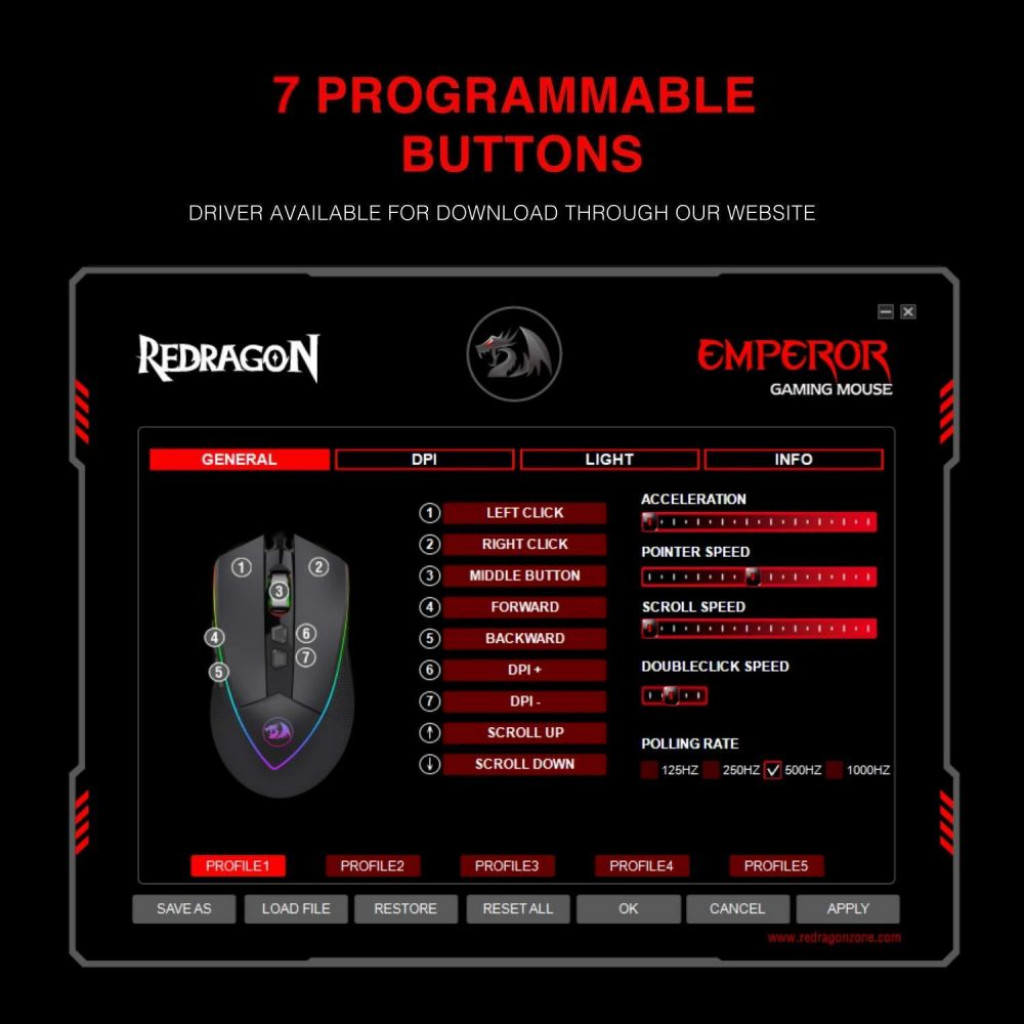 7 PROGRAMMABLE
BUTTONS
DRIVER AVAILABLE FOR DOWNLOAD THROUGH OUR WEBSITE
REDRAGON
EMPEROR
GAMING MOUSE
GENERAL DPI LIGHT INFO
1 LEFT CLICK
2 RIGHT CLICK
3 MIDDLE BUTTON
4 FORWARD
5 BACKWARD
6 DPI +
7 DPI -
↑ SCROLL UP
↓ SCROLL DOWN
1 2
3
4 6
5 7
ACCELERATION
POINTER SPEED
SCROLL SPEED
DOUBLECLICK SPEED
POLLING RATE
125HZ 250HZ 500HZ 1000HZ
PROFILE1 PROFILE2 PROFILE3 PROFILE4 PROFILE5
SAVE AS LOAD FILE RESTORE RESET ALL OK CANCEL APPLY
www.redragonzone.com